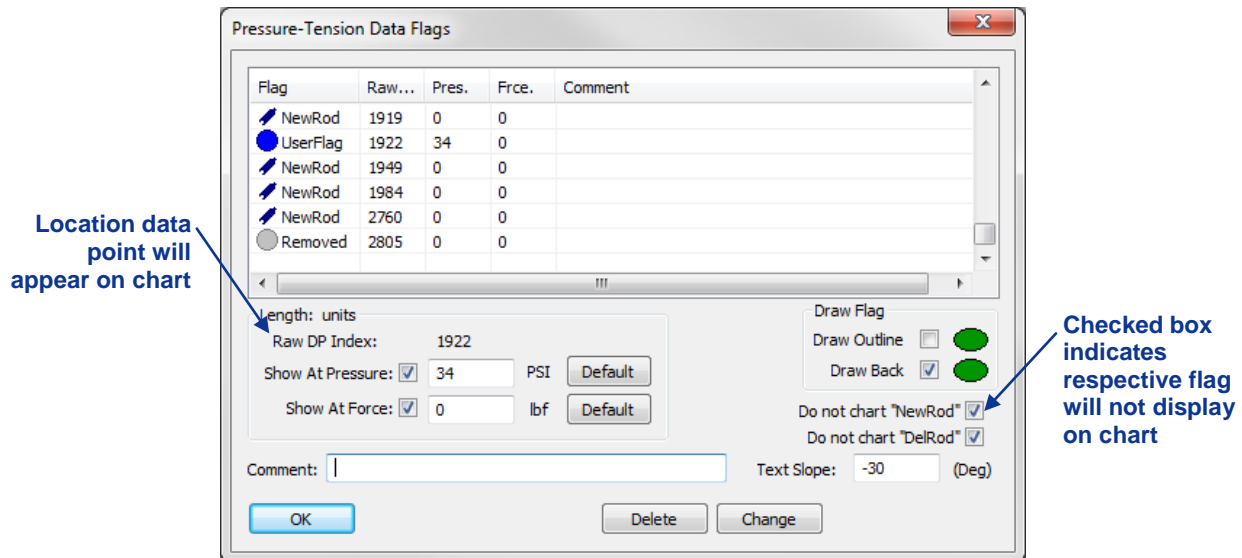 Pressure-Tension Data Flags
Flag Raw... Pres. Frce. Comment
NewRod 1919 0 0
UserFlag 1922 34 0
NewRod 1949 0 0
NewRod 1984 0 0
NewRod 2760 0 0
Removed 2805 0 0
Location data
point will
appear on chart
Length: units
Raw DP Index: 1922
Show At Pressure: 34 PSI Default
Show At Force: 0 lbf Default
Draw Flag
Draw Outline
Draw Back
Do not chart "NewRod"
Do not chart "DelRod"
Checked box
indicates
respective flag
will not display
on chart
Comment:
Text Slope: -30 (Deg)
OK Delete Change